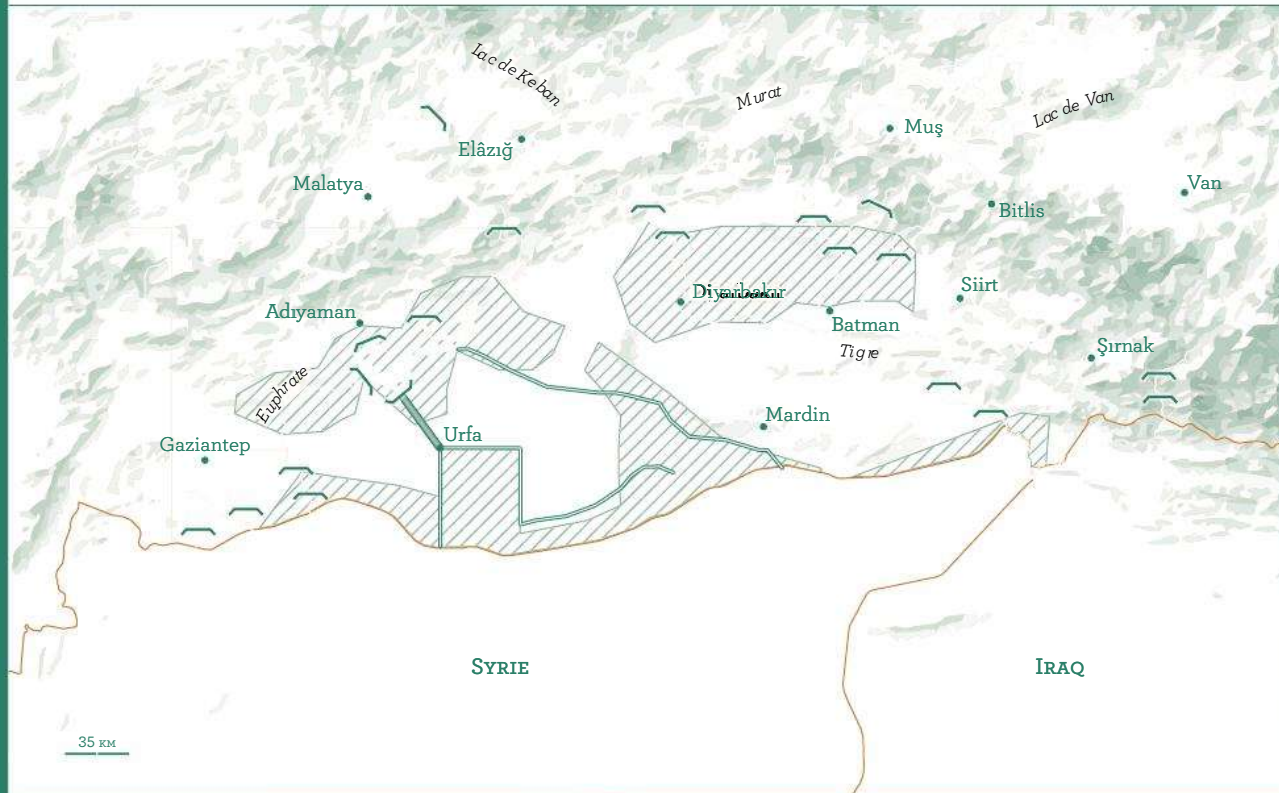 Lac de Keban
Murat
Lac de Van
Muş
Elâzığ
Malatya
Van
Bitlis
Diyarbakır
Siirt
Adıyaman
Batman
Tigre
Şırnak
Euphrate
Mardin
Urfa
Gaziantep
SYRIE
IRAQ
35 KM